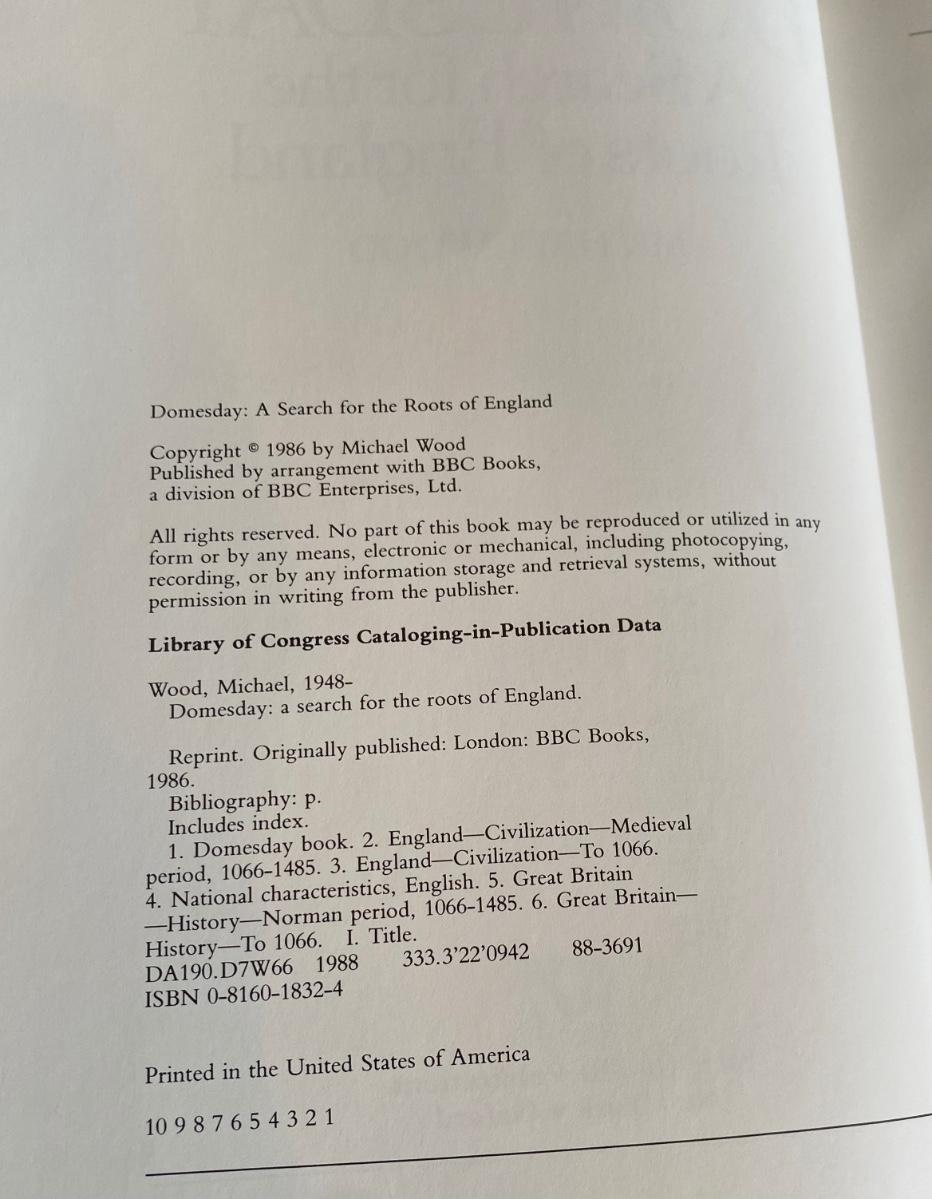 Domesday: A Search for the Roots of England
Copyright © 1986 by Michael Wood
Published by arrangement with BBC Books,
a division of BBC Enterprises, Ltd.
All rights reserved. No part of this book may be reproduced or utilized in any
form or by any means, electronic or mechanical, including photocopying,
recording, or by any information storage and retrieval systems, without
permission in writing from the publisher.
Library of Congress Cataloging-in-Publication Data
Wood, Michael, 1948-
Domesday: a search for the roots of England.
Reprint. Originally published: London: BBC Books,
1986.
Bibliography: p.
Includes index.
1. Domesday book. 2. England—Civilization—Medieval
period, 1066-1485. 3. England—Civilization—To 1066.
4. National characteristics, English. 5. Great Britain
—History—Norman period, 1066-1485. 6. Great Britain—
History—To 1066. I. Title.
DA190.D7W66 1988 333.3'22'0942 88-3691
ISBN 0-8160-1832-4
Printed in the United States of America
10 9 8 7 6 5 4 3 2 1